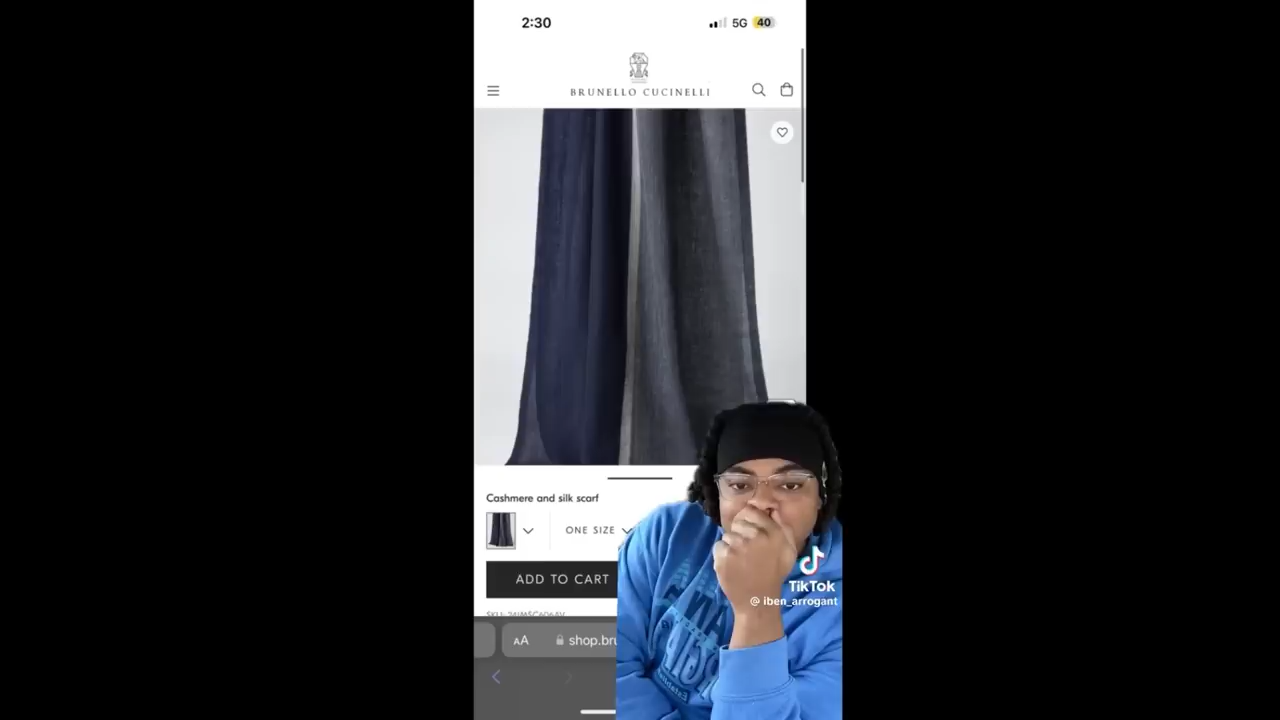 2:30
5G 40
BRUNELLO CUCINELLI
Cashmere and silk scarf
ONE SIZE
ADD TO CART
AA shop.bru
TikTok
@ iben_arrogant